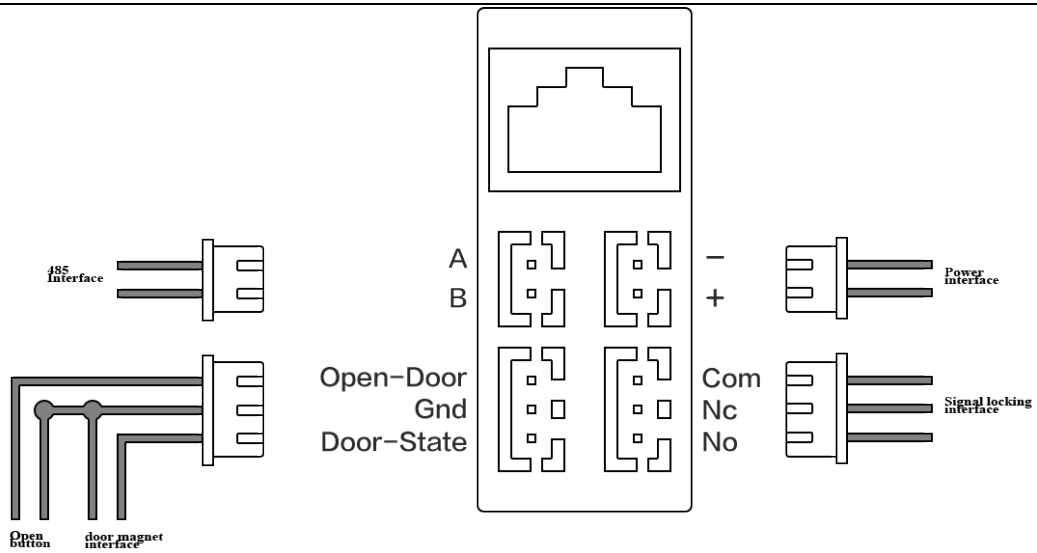 485
Interface
A
B
−
+
Power
interface
Open−Door
Gnd
Door−State
Com
Nc
No
Signal locking
interface
Open
button
door magnet
interface